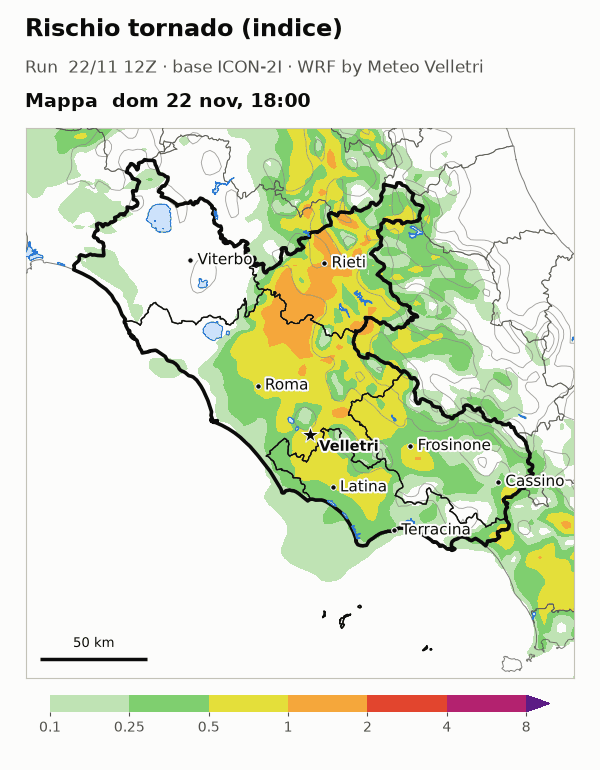 Rischio tornado (indice)
Run  22/11 12Z · base ICON-2I · WRF by Meteo Velletri
Mappa  dom 22 nov, 18:00
Viterbo
Rieti
Roma
Velletri
Frosinone
Latina
Cassino
Terracina
50 km
0.1 0.25 0.5 1 2 4 8